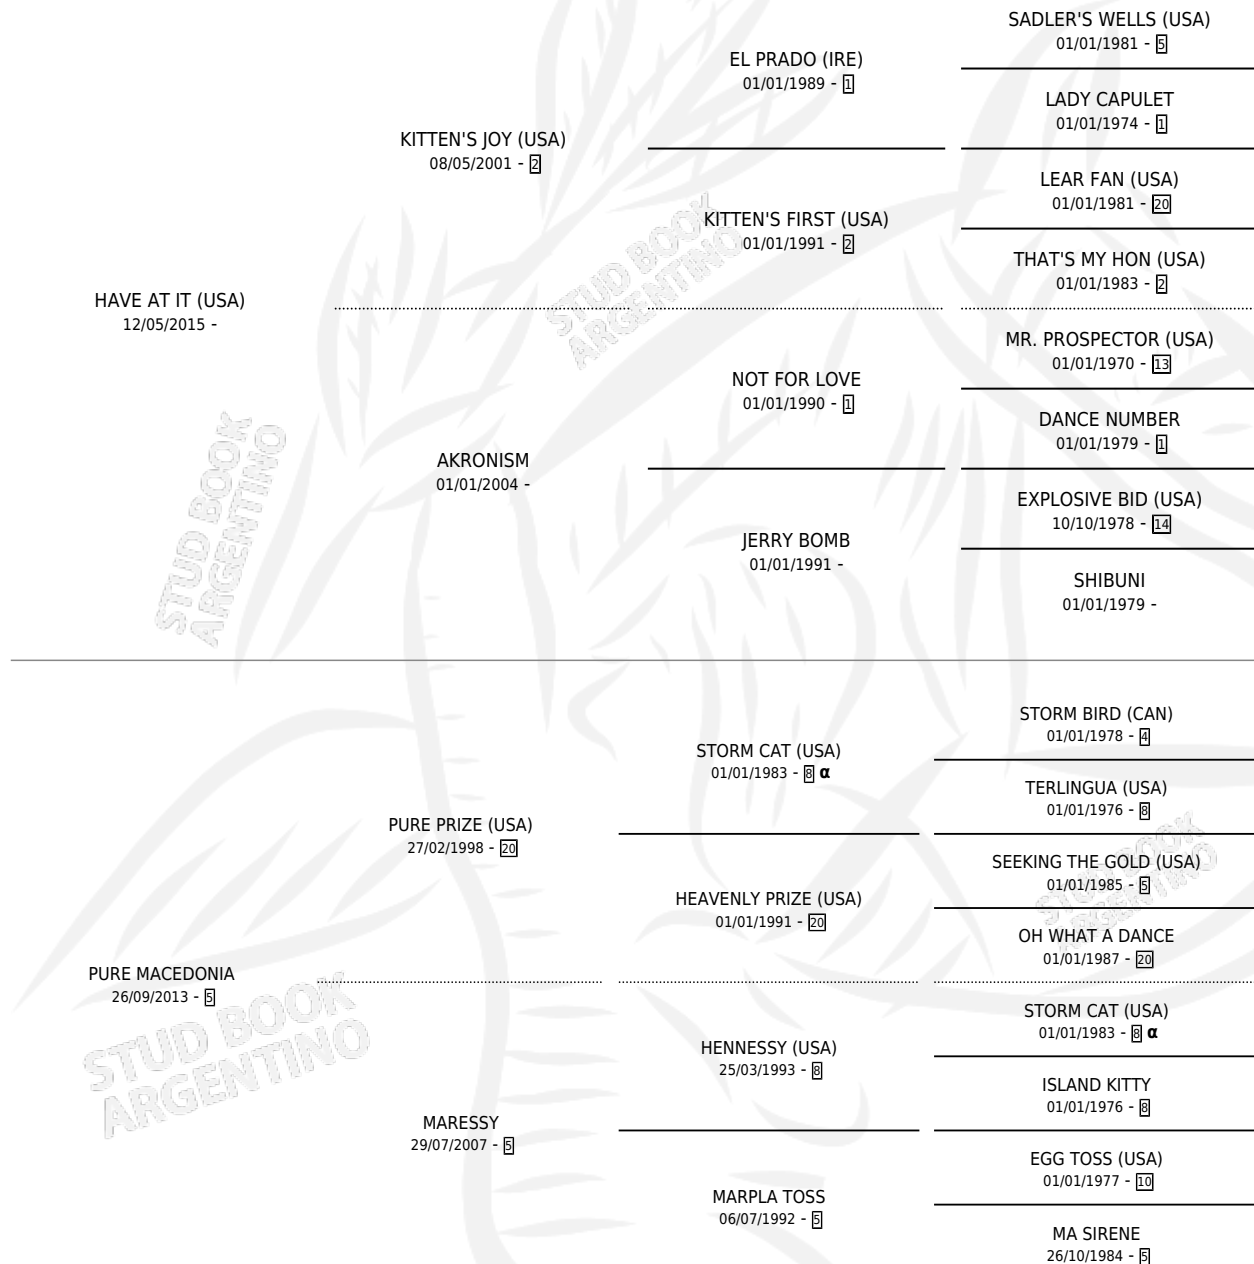 SADLER'S WELLS (USA)
01/01/1981 - 5
EL PRADO (IRE)
01/01/1989 - 1
LADY CAPULET
01/01/1974 - 1
KITTEN'S JOY (USA)
08/05/2001 - 2
LEAR FAN (USA)
01/01/1981 - 20
KITTEN'S FIRST (USA)
01/01/1991 - 2
THAT'S MY HON (USA)
01/01/1983 - 2
HAVE AT IT (USA)
12/05/2015 -
MR. PROSPECTOR (USA)
01/01/1970 - 13
NOT FOR LOVE
01/01/1990 - 1
DANCE NUMBER
01/01/1979 - 1
AKRONISM
01/01/2004 -
EXPLOSIVE BID (USA)
10/10/1978 - 14
JERRY BOMB
01/01/1991 -
SHIBUNI
01/01/1979 -
STORM BIRD (CAN)
01/01/1978 - 4
STORM CAT (USA)
01/01/1983 - 8 α
TERLINGUA (USA)
01/01/1976 - 8
PURE PRIZE (USA)
27/02/1998 - 20
SEEKING THE GOLD (USA)
01/01/1985 - 5
HEAVENLY PRIZE (USA)
01/01/1991 - 20
OH WHAT A DANCE
01/01/1987 - 20
PURE MACEDONIA
26/09/2013 - 5
STORM CAT (USA)
01/01/1983 - 8 α
HENNESSY (USA)
25/03/1993 - 8
ISLAND KITTY
01/01/1976 - 8
MARESSY
29/07/2007 - 5
EGG TOSS (USA)
01/01/1977 - 10
MARPLA TOSS
06/07/1992 - 5
MA SIRENE
26/10/1984 - 5
STUD BOOK
ARGENTINO
STUD BOOK
ARGENTINO
STUD BOOK
ARGENTINO
STUD BOOK
ARGENTINO